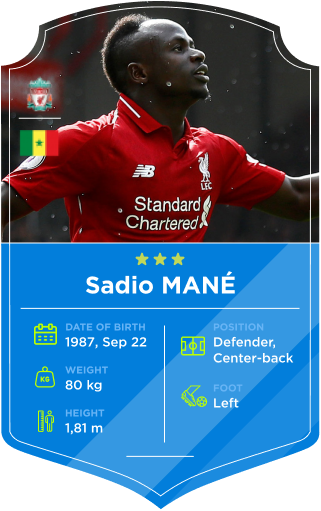 NB
Standard
Chartered
L.F.C.
Sadio MANÉ
DATE OF BIRTH
1987, Sep 22
POSITION
Defender,
Center-back
WEIGHT
80 kg
KG
FOOT
Left
HEIGHT
1,81 m